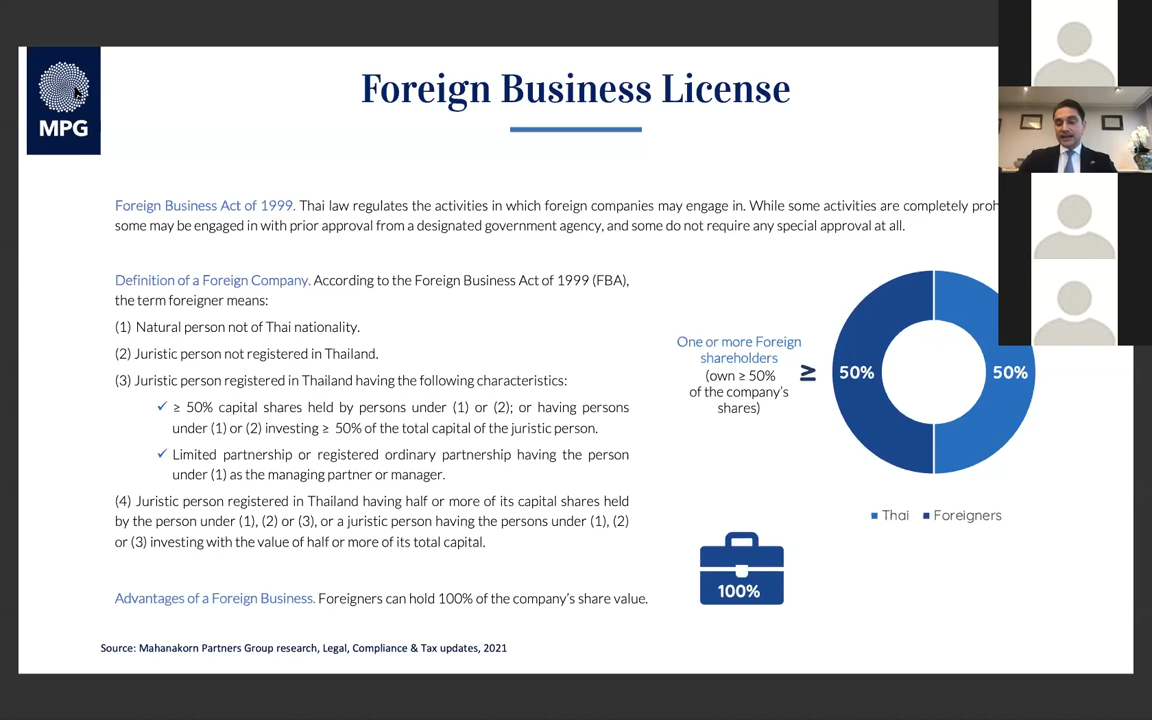 MPG
Foreign Business License
Foreign Business Act of 1999. Thai law regulates the activities in which foreign companies may engage in. While some activities are completely
some may be engaged in with prior approval from a designated government agency, and some do not require any special approval at all.
Definition of a Foreign Company. According to the Foreign Business Act of 1999 (FBA),
the term foreigner means:
(1) Natural person not of Thai nationality.
(2) Juristic person not registered in Thailand.
(3) Juristic person registered in Thailand having the following characteristics:
✓ ≥ 50% capital shares held by persons under (1) or (2); or having persons
under (1) or (2) investing ≥ 50% of the total capital of the juristic person.
✓ Limited partnership or registered ordinary partnership having the person
under (1) as the managing partner or manager.
(4) Juristic person registered in Thailand having half or more of its capital shares held
by the person under (1), (2) or (3), or a juristic person having the persons under (1), (2)
or (3) investing with the value of half or more of its total capital.
Advantages of a Foreign Business. Foreigners can hold 100% of the company's share value.
One or more Foreign
shareholders
(own ≥ 50%
of the company's
shares)
≥
50%
50%
Thai
Foreigners
100%
Source: Mahanakorn Partners Group research, Legal, Compliance & Tax updates, 2021